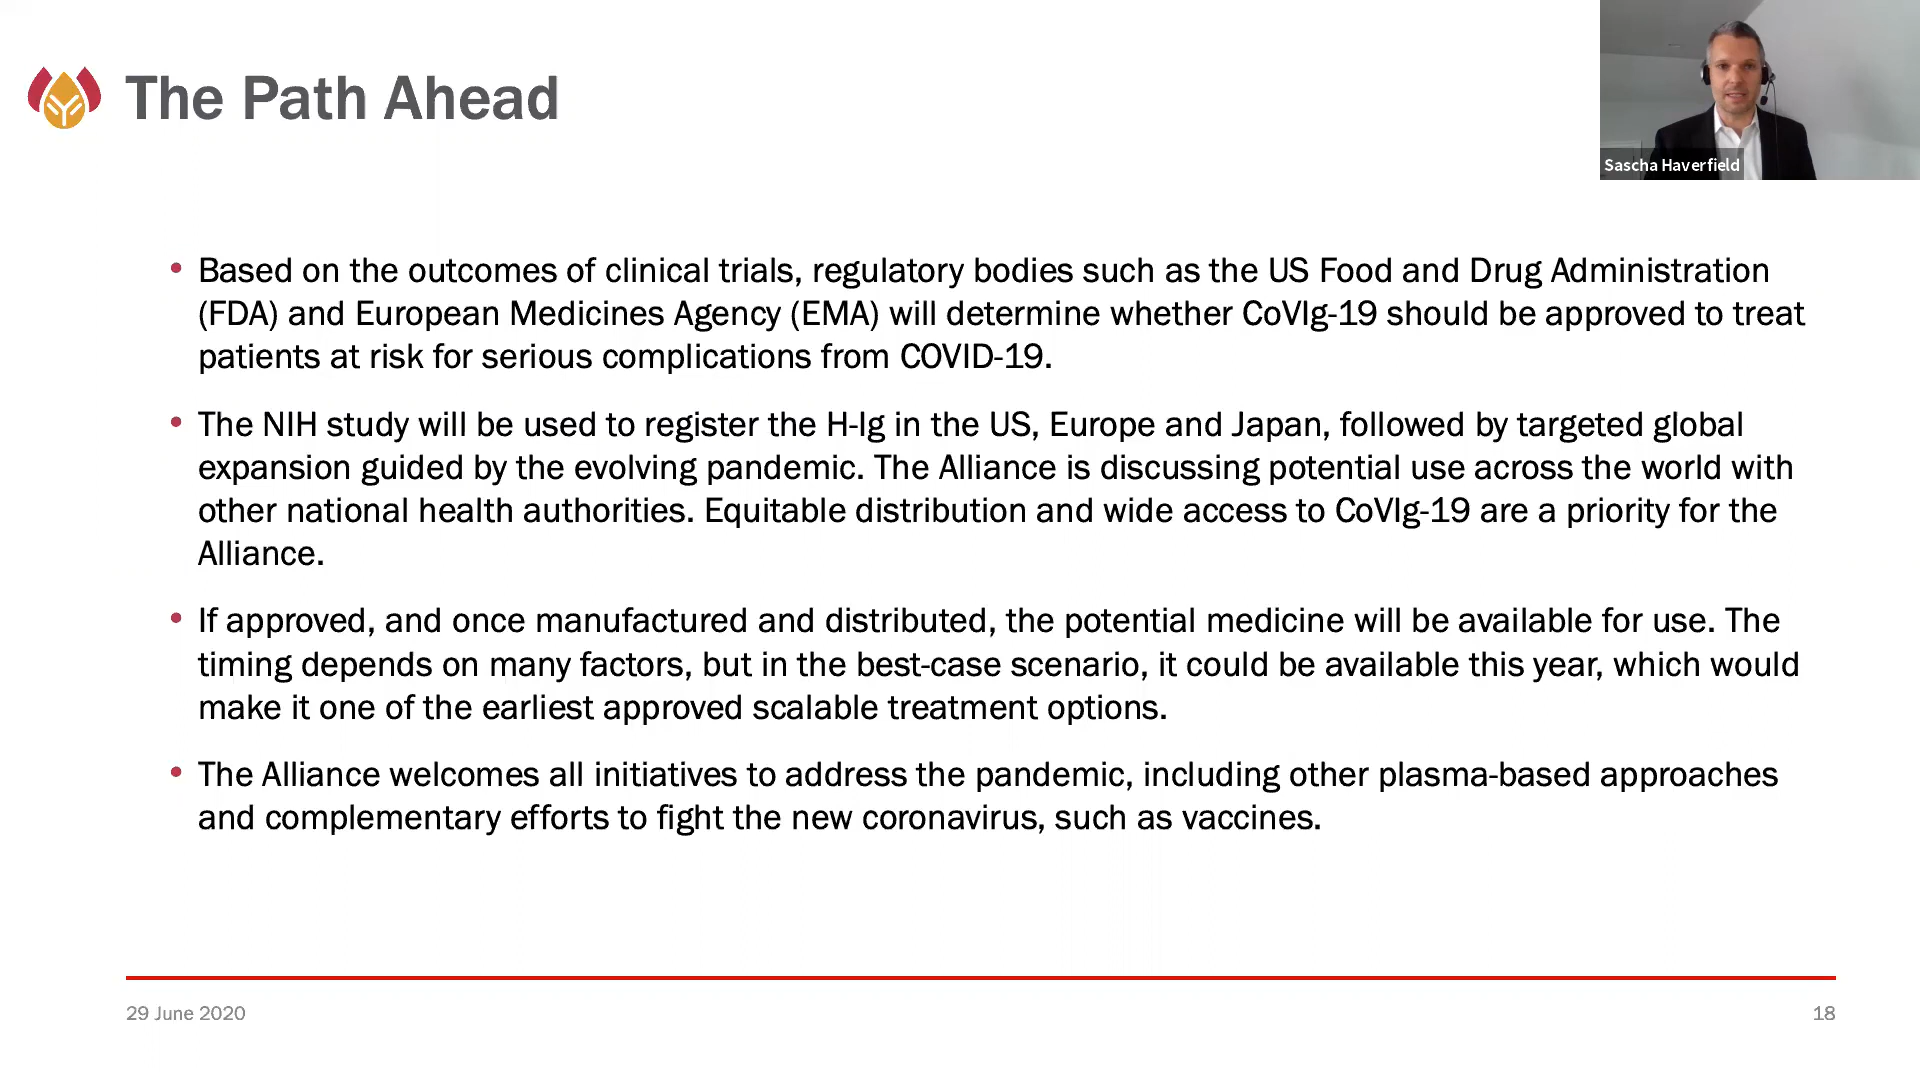 The Path Ahead
Sascha Haverfield
• Based on the outcomes of clinical trials, regulatory bodies such as the US Food and Drug Administration
(FDA) and European Medicines Agency (EMA) will determine whether CoVIg-19 should be approved to treat
patients at risk for serious complications from COVID-19.
• The NIH study will be used to register the H-Ig in the US, Europe and Japan, followed by targeted global
expansion guided by the evolving pandemic. The Alliance is discussing potential use across the world with
other national health authorities. Equitable distribution and wide access to CoVIg-19 are a priority for the
Alliance.
• If approved, and once manufactured and distributed, the potential medicine will be available for use. The
timing depends on many factors, but in the best-case scenario, it could be available this year, which would
make it one of the earliest approved scalable treatment options.
• The Alliance welcomes all initiatives to address the pandemic, including other plasma-based approaches
and complementary efforts to fight the new coronavirus, such as vaccines.
29 June 2020
18